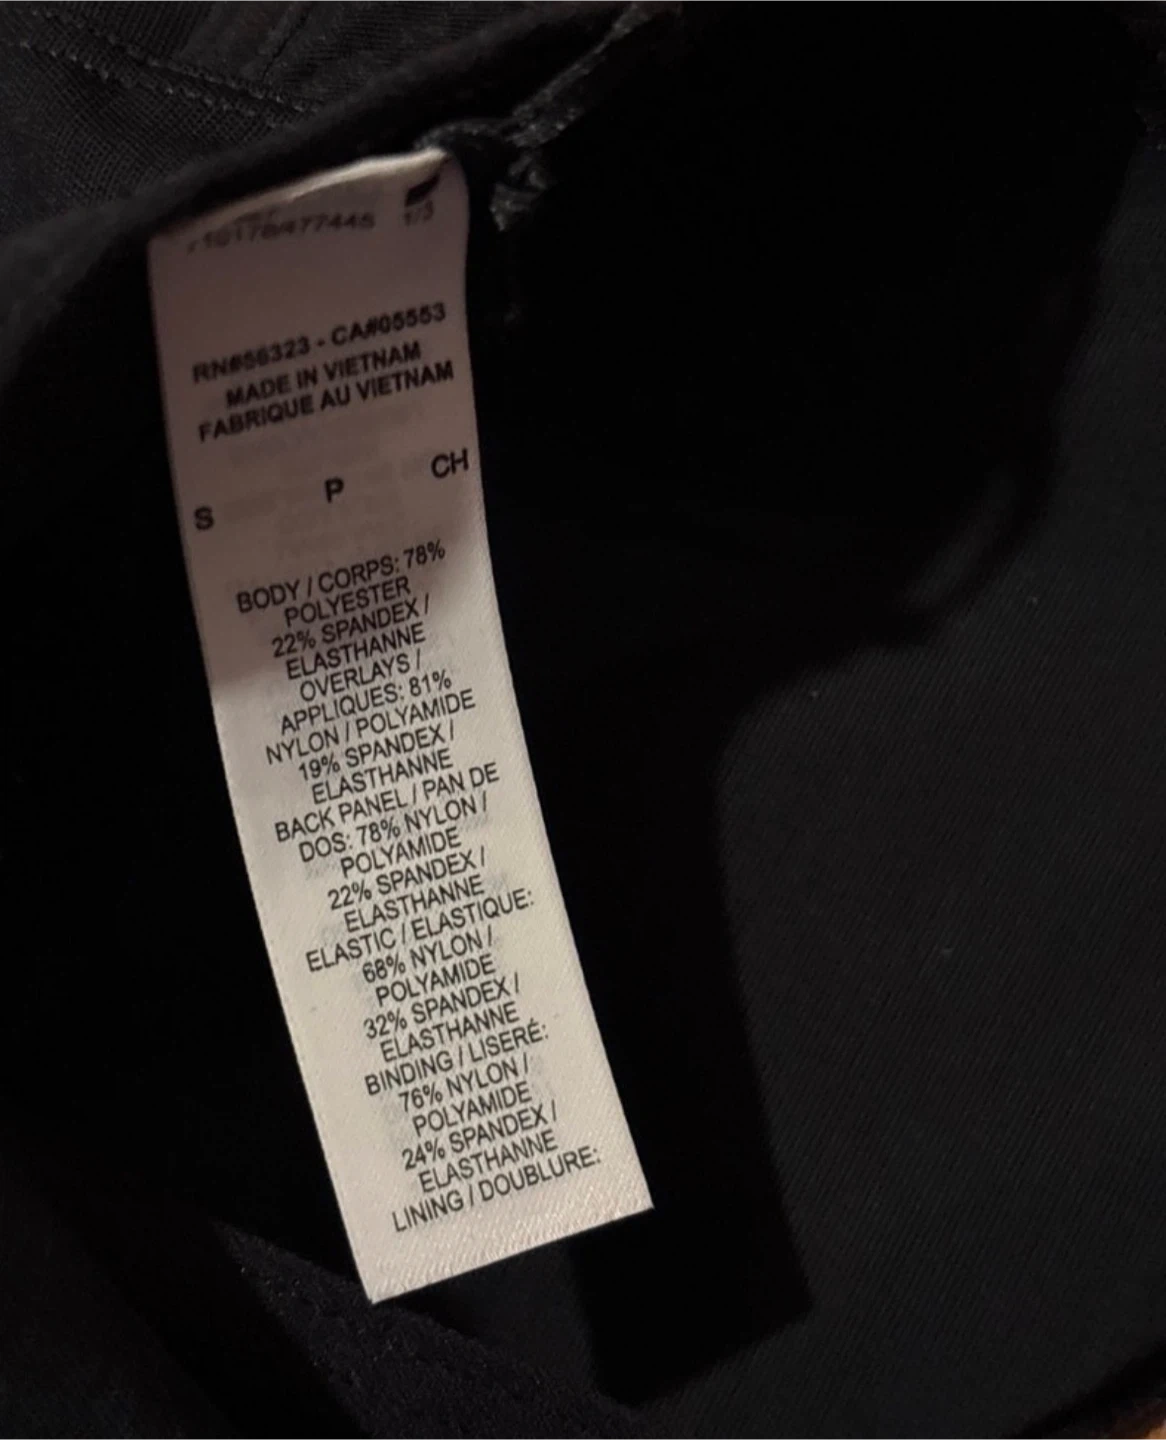 1/3
RN#56323 - CA#05553
MADE IN VIETNAM
FABRIQUE AU VIETNAM
S P CH
BODY / CORPS: 78%
POLYESTER
22% SPANDEX /
ELASTHANNE
OVERLAYS /
APPLIQUES: 81%
NYLON / POLYAMIDE
19% SPANDEX /
ELASTHANNE
BACK PANEL / PAN DE
DOS: 78% NYLON /
POLYAMIDE
22% SPANDEX /
ELASTHANNE
ELASTIC / ELASTIQUE:
68% NYLON /
POLYAMIDE
32% SPANDEX /
ELASTHANNE
BINDING / LISERÉ:
76% NYLON /
POLYAMIDE
24% SPANDEX /
ELASTHANNE
LINING / DOUBLURE: